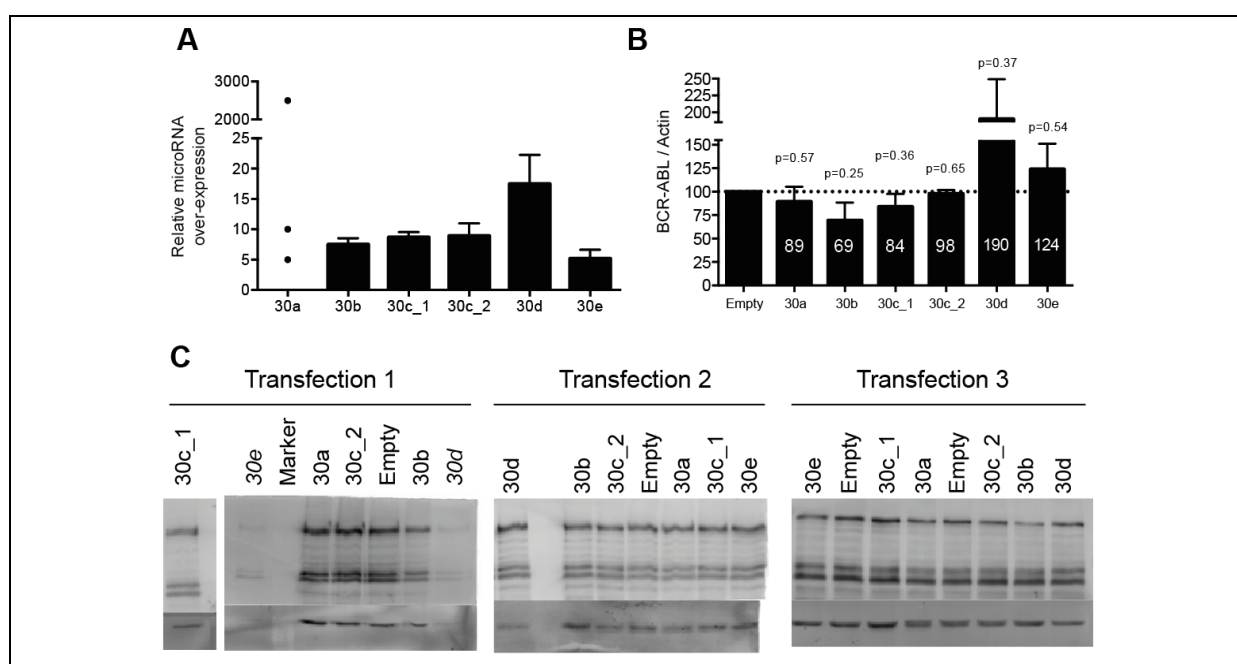 A
Relative microRNA
over-expression
3000
2000
25
20
15
10
5
0
30a 30b 30c_1 30c_2 30d 30e
B
BCR-ABL / Actin
250
225
200
150
125
100
75
50
25
0
p=0.57 p=0.25 p=0.36 p=0.65 p=0.37 p=0.54
89 69 84 98 190 124
Empty 30a 30b 30c_1 30c_2 30d 30e
C
Transfection 1 Transfection 2 Transfection 3
30c_1 30e Marker 30a 30c_2 Empty 30b 30d
30d 30b 30c_2 Empty 30a 30c_1 30e
30e Empty 30c_1 30a Empty 30c_2 30b 30d